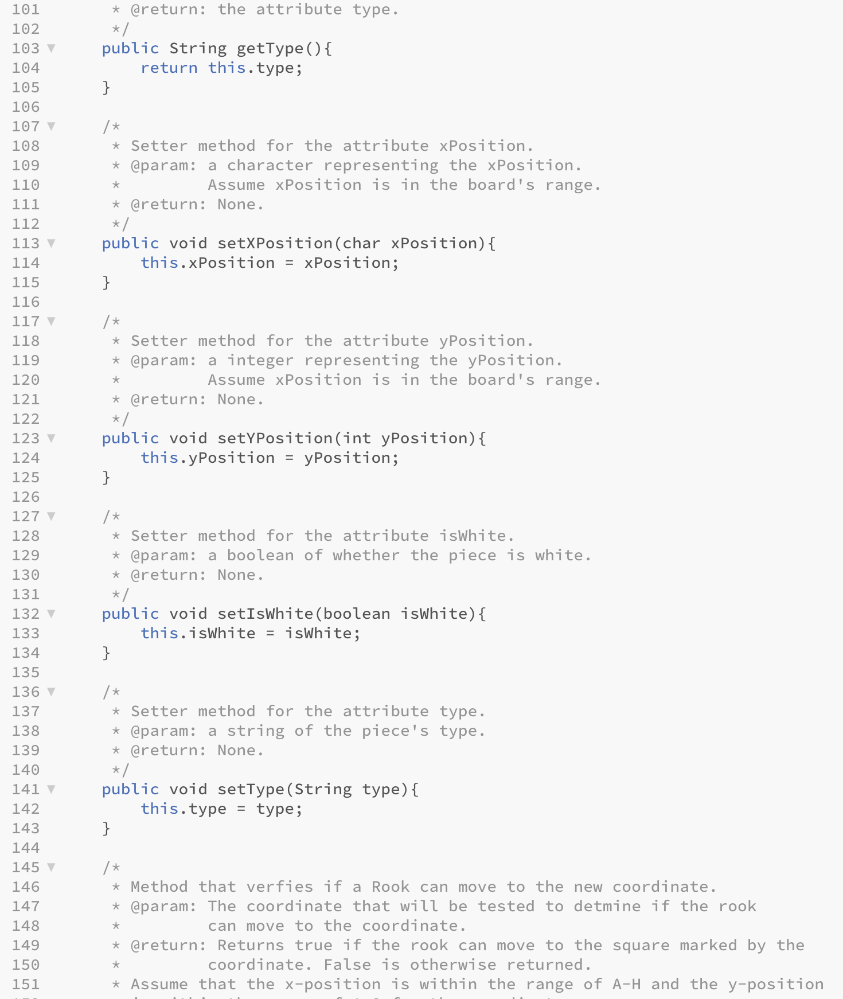 101 * @return: the attribute type.
102 */
103 public String getType(){
104 return this.type;
105 }
106
107 /*
108 * Setter method for the attribute xPosition.
109 * @param: a character representing the xPosition.
110 * Assume xPosition is in the board's range.
111 * @return: None.
112 */
113 public void setXPosition(char xPosition){
114 this.xPosition = xPosition;
115 }
116
117 /*
118 * Setter method for the attribute yPosition.
119 * @param: a integer representing the yPosition.
120 * Assume xPosition is in the board's range.
121 * @return: None.
122 */
123 public void setYPosition(int yPosition){
124 this.yPosition = yPosition;
125 }
126
127 /*
128 * Setter method for the attribute isWhite.
129 * @param: a boolean of whether the piece is white.
130 * @return: None.
131 */
132 public void setIsWhite(boolean isWhite){
133 this.isWhite = isWhite;
134 }
135
136 /*
137 * Setter method for the attribute type.
138 * @param: a string of the piece's type.
139 * @return: None.
140 */
141 public void setType(String type){
142 this.type = type;
143 }
144
145 /*
146 * Method that verfies if a Rook can move to the new coordinate.
147 * @param: The coordinate that will be tested to detmine if the rook
148 * can move to the coordinate.
149 * @return: Returns true if the rook can move to the square marked by the
150 * coordinate. False is otherwise returned.
151 * Assume that the x-position is within the range of A-H and the y-position